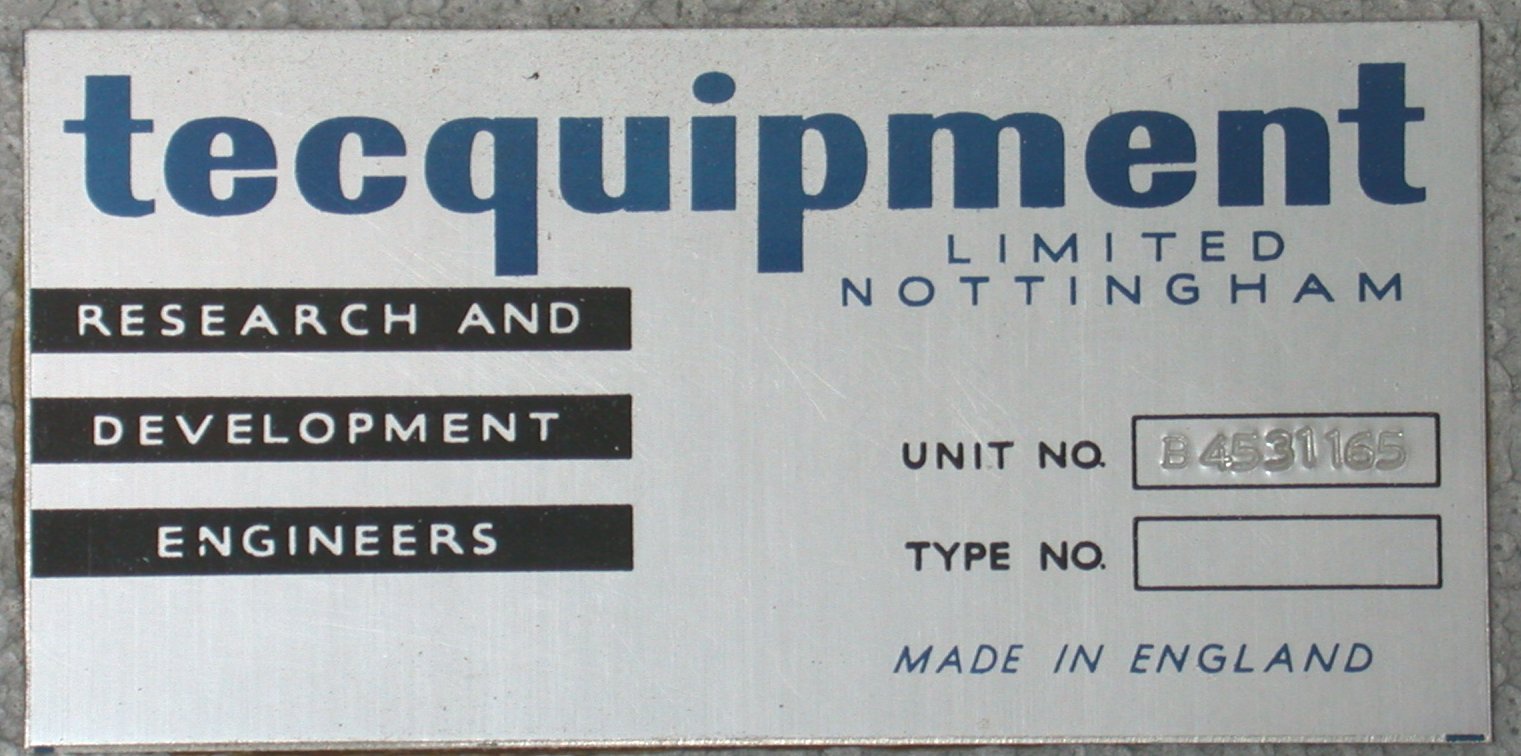 tecquipment
LIMITED
NOTTINGHAM
RESEARCH AND
DEVELOPMENT
ENGINEERS
UNIT NO. B4531165
TYPE NO.
MADE IN ENGLAND